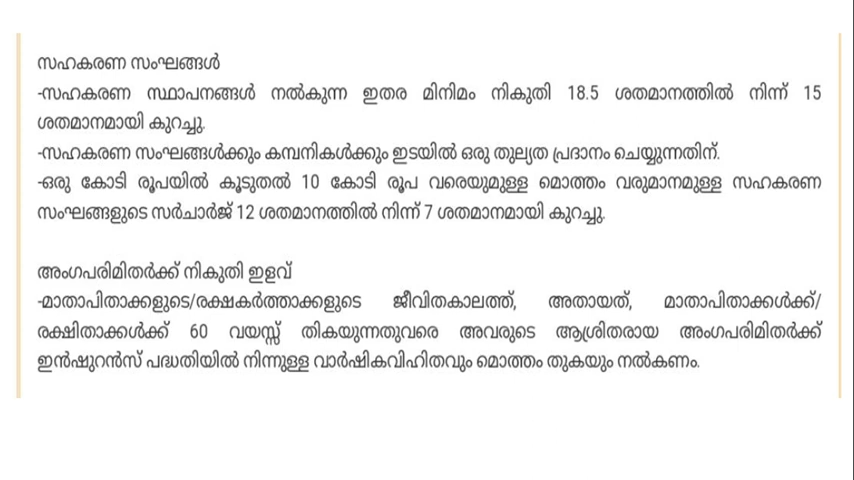 സഹകരണ സംഘങ്ങൾ
-സഹകരണ സ്ഥാപനങ്ങൾ നൽകുന്ന ഇതര മിനിമം നികുതി 18.5 ശതമാനത്തിൽ നിന്ന് 15
ശതമാനമായി കുറച്ചു.
-സഹകരണ സംഘങ്ങൾക്കും കമ്പനികൾക്കും ഇടയിൽ ഒരു തുല്യത പ്രദാനം ചെയ്യുന്നതിന്.
-ഒരു കോടി രൂപയിൽ കൂടുതൽ 10 കോടി രൂപ വരെയുമുള്ള മൊത്തം വരുമാനമുള്ള സഹകരണ
സംഘങ്ങളുടെ സർചാർജ് 12 ശതമാനത്തിൽ നിന്ന് 7 ശതമാനമായി കുറച്ചു.
അംഗപരിമിതർക്ക് നികുതി ഇളവ്
-മാതാപിതാക്കളുടെ/രക്ഷകർത്താക്കളുടെ ജീവിതകാലത്ത്, അതായത്, മാതാപിതാക്കൾക്ക്/
രക്ഷിതാക്കൾക്ക് 60 വയസ്സ് തികയുന്നതുവരെ അവരുടെ ആശ്രിതരായ അംഗപരിമിതർക്ക്
ഇൻഷുറൻസ് പദ്ധതിയിൽ നിന്നുള്ള വാർഷികവിഹിതവും മൊത്തം തുകയും നൽകണം.